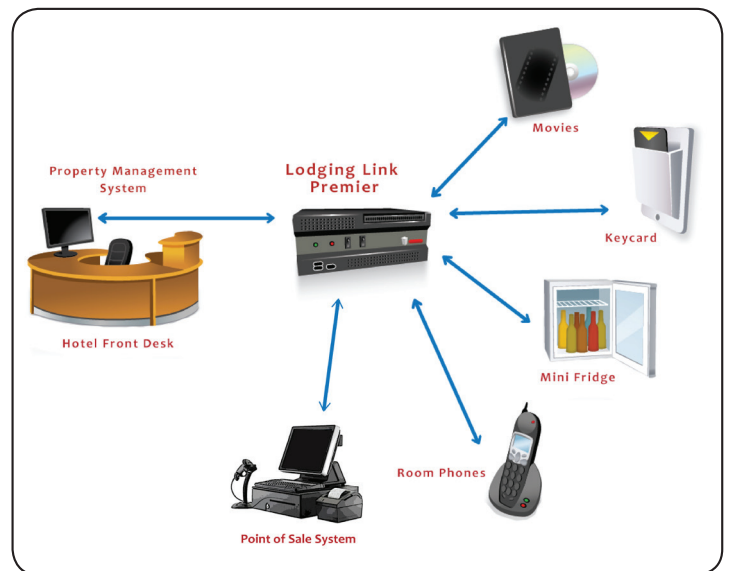 Movies
Property Management
System
Lodging Link
Premier
Keycard
Hotel Front Desk
Mini Fridge
Room Phones
Point of Sale System